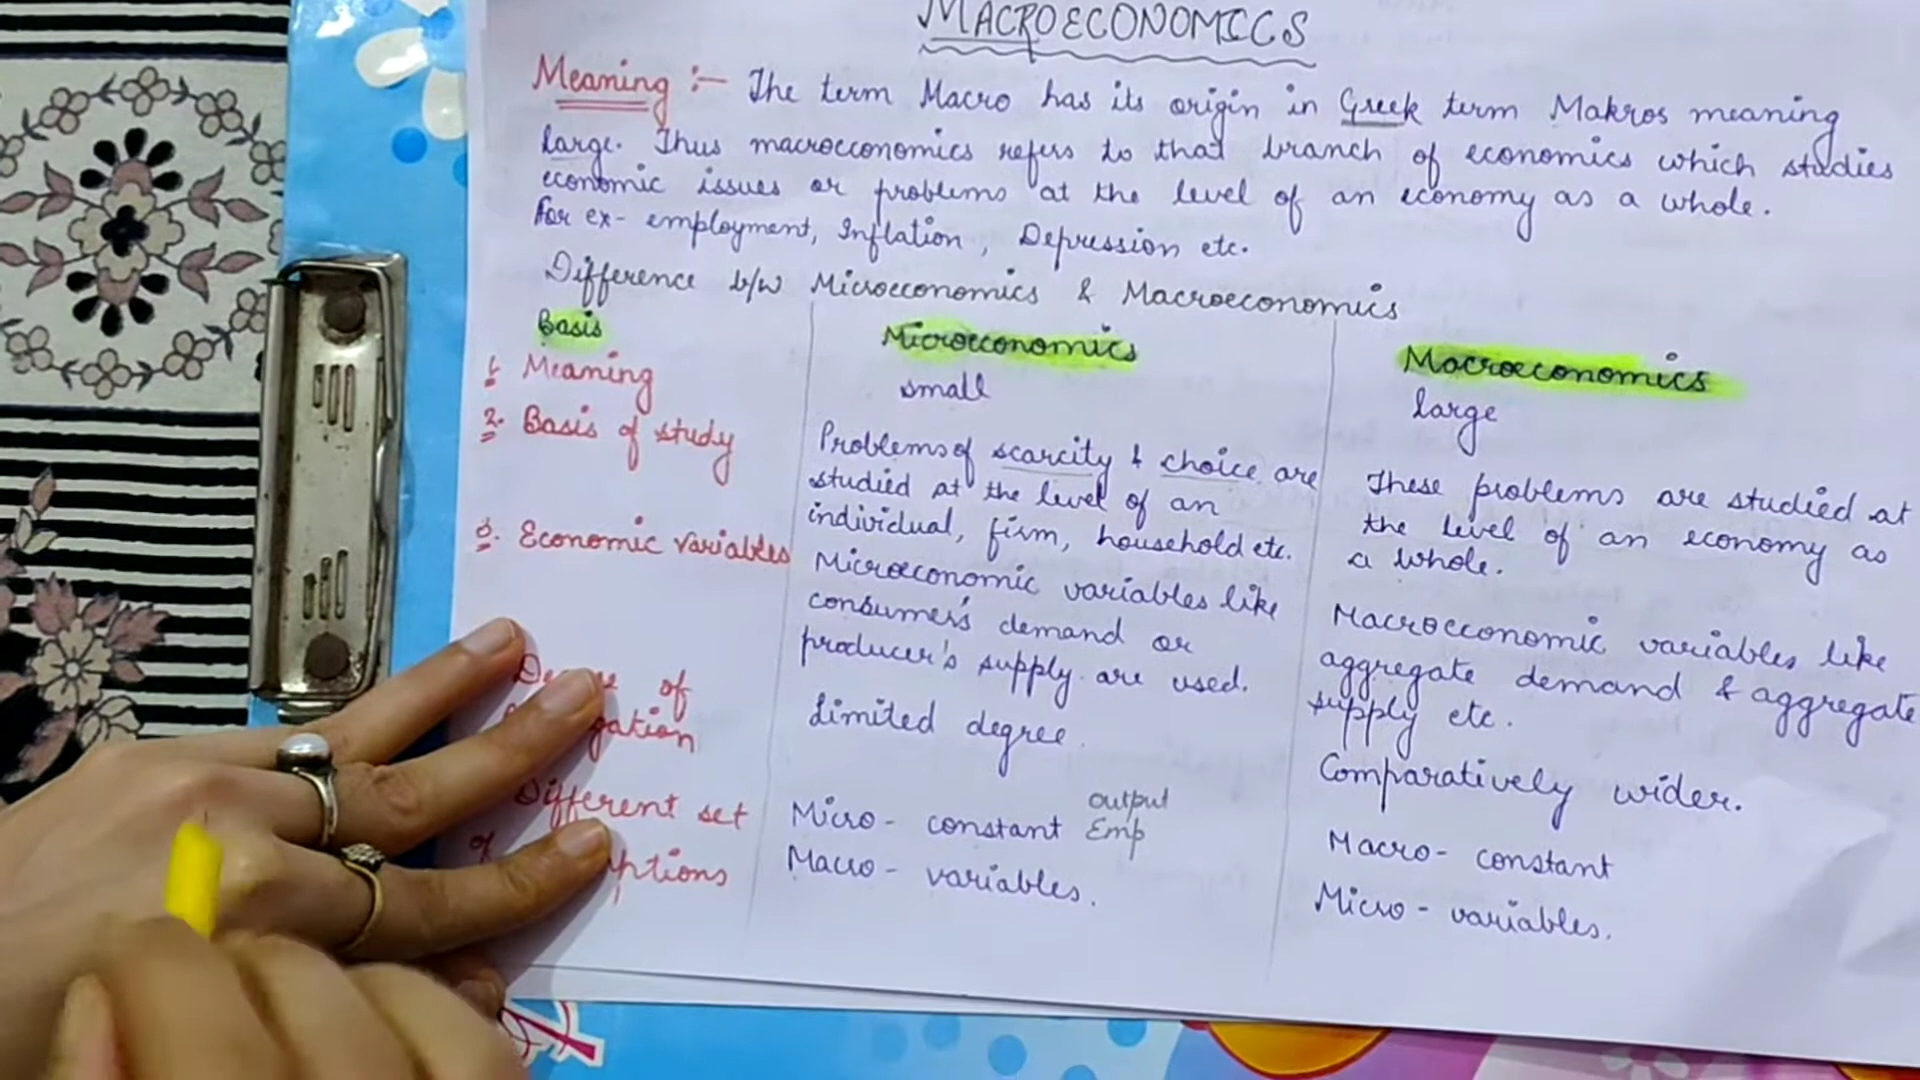 MACROECONOMICS
Meaning :- The term Macro has its origin in Greek term Makros meaning
large. Thus macroeconomics refers to that branch of economics which studies
economic issues or problems at the level of an economy as a whole.
For ex- employment, Inflation, Depression etc.
Difference b/w Microeconomics & Macroeconomics
Basis
Microeconomics
Macroeconomics
1. Meaning
small
large
2. Basis of study
Problems of scarcity & choice are
studied at the level of an
individual, firm, household etc.
These problems are studied at
the level of an economy as
a whole.
3. Economic variables
Microeconomic variables like
consumer's demand or
producer's supply are used.
Macroeconomic variables like
aggregate demand & aggregate
supply etc.
of
Limited degree.
Comparatively wider.
Different set
of
Micro - constant output
Emp
Macro - variables.
Macro - constant
Micro - variables.